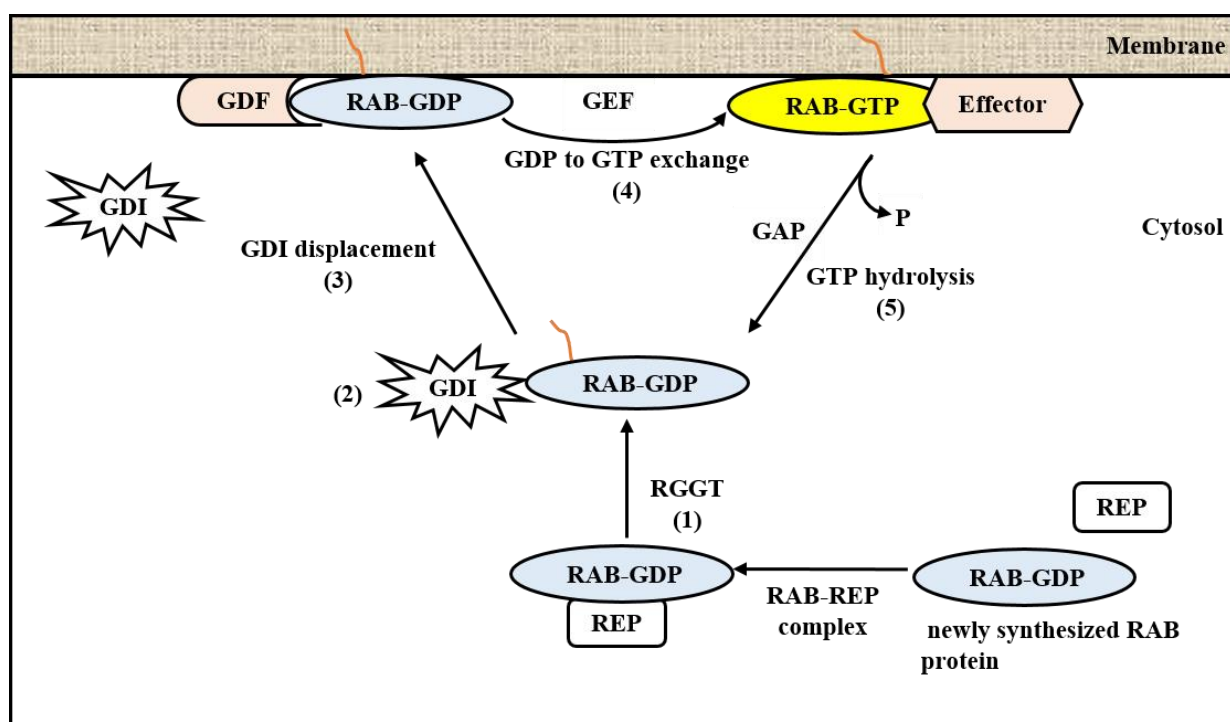 Membrane
GDF
RAB-GDP
GEF
RAB-GTP
Effector
GDP to GTP exchange
(4)
GDI
P
Cytosol
GAP
GDI displacement
(3)
GTP hydrolysis
(5)
(2)
GDI
RAB-GDP
RGGT
(1)
REP
RAB-GDP
REP
RAB-REP
complex
RAB-GDP
newly synthesized RAB
protein